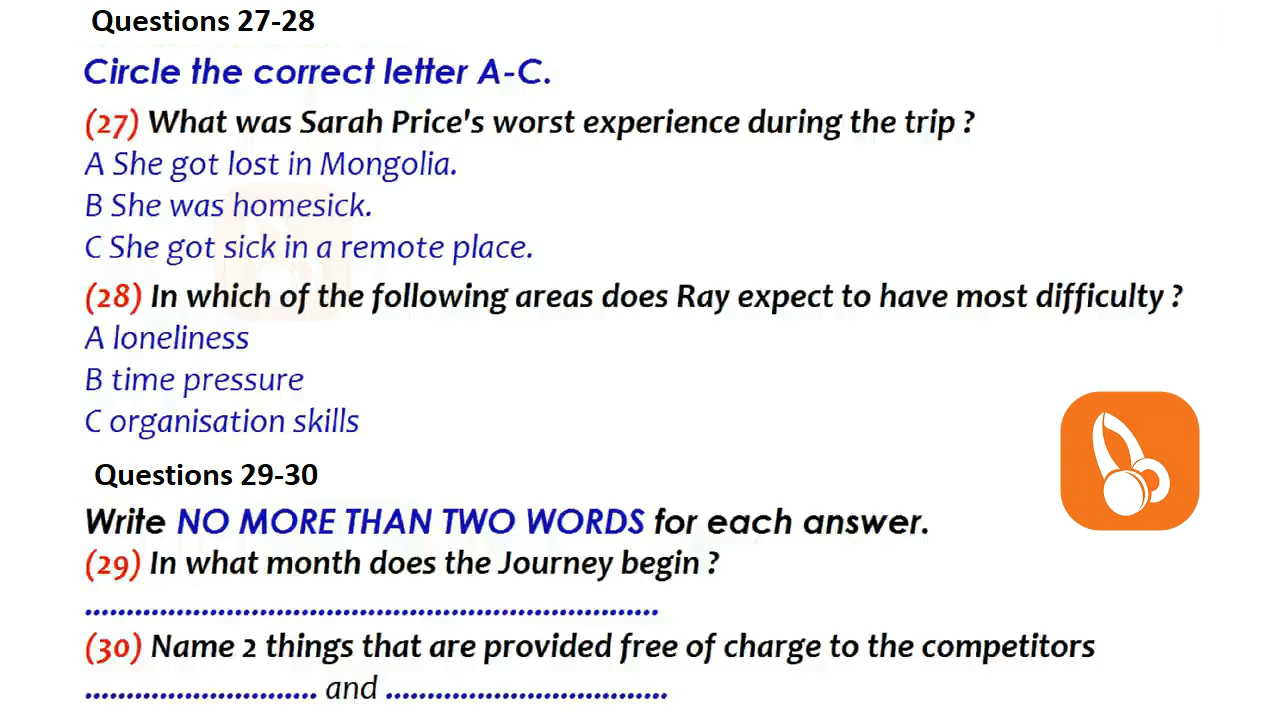 Questions 27-28
Circle the correct letter A-C.
(27) What was Sarah Price's worst experience during the trip ?
A She got lost in Mongolia.
B She was homesick.
C She got sick in a remote place.
(28) In which of the following areas does Ray expect to have most difficulty ?
A loneliness
B time pressure
C organisation skills
Questions 29-30
Write NO MORE THAN TWO WORDS for each answer.
(29) In what month does the Journey begin ?
.....................................................................
(30) Name 2 things that are provided free of charge to the competitors
............................ and ..................................